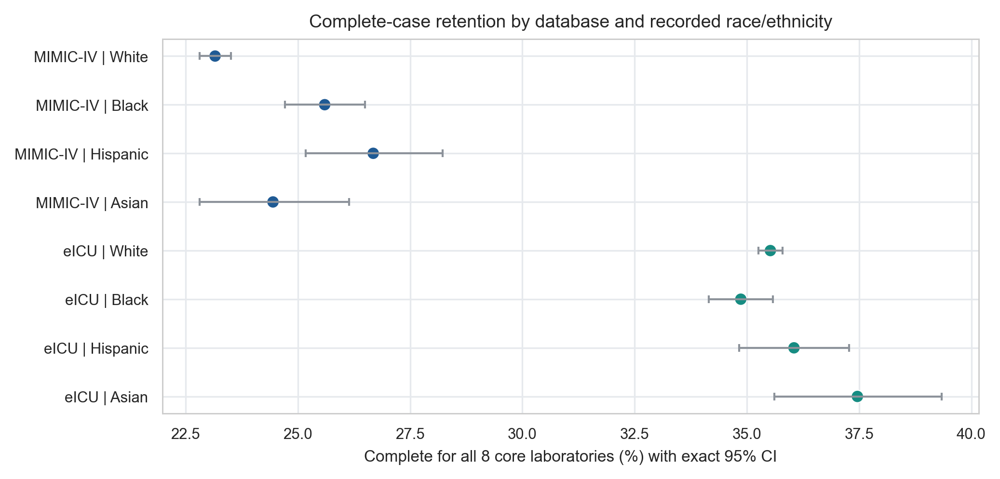 Complete-case retention by database and recorded race/ethnicity
MIMIC-IV | White
MIMIC-IV | Black
MIMIC-IV | Hispanic
MIMIC-IV | Asian
eICU | White
eICU | Black
eICU | Hispanic
eICU | Asian
22.5 25.0 27.5 30.0 32.5 35.0 37.5 40.0
Complete for all 8 core laboratories (%) with exact 95% CI